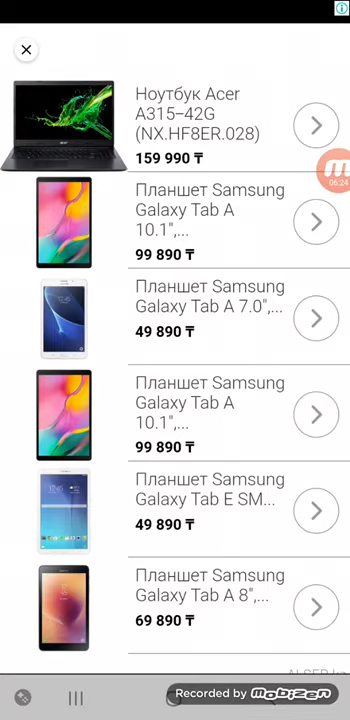 Ноутбук Acer
A315-42G
(NX.HF8ER.028)
159 990 ₸
06:24
Планшет Samsung
Galaxy Tab A
10.1",...
99 890 ₸
Планшет Samsung
Galaxy Tab A 7.0",...
49 890 ₸
Планшет Samsung
Galaxy Tab A
10.1",...
99 890 ₸
Планшет Samsung
Galaxy Tab E SM...
49 890 ₸
Планшет Samsung
Galaxy Tab A 8",...
69 890 ₸
Recorded by Mobizen